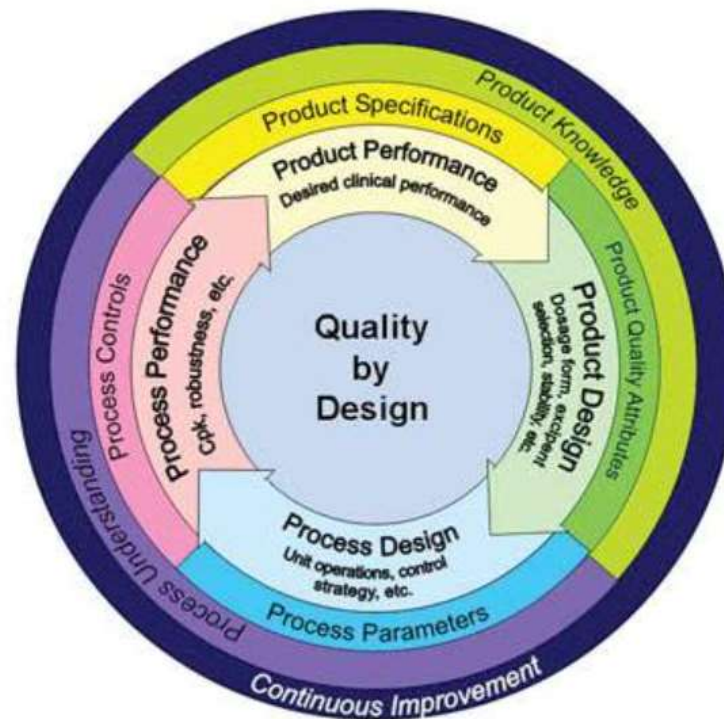 Product Knowledge
Product Specifications
Product Performance
Desired clinical performance
Product Quality Attributes
Product Design
Dosage form, excipent
selection, stability, etc.
Quality
by
Design
Process Controls
Process Performance
Cpk, robustness, etc.
Process Design
Unit operations, control
strategy, etc.
Process Parameters
Process Understanding
Continuous Improvement